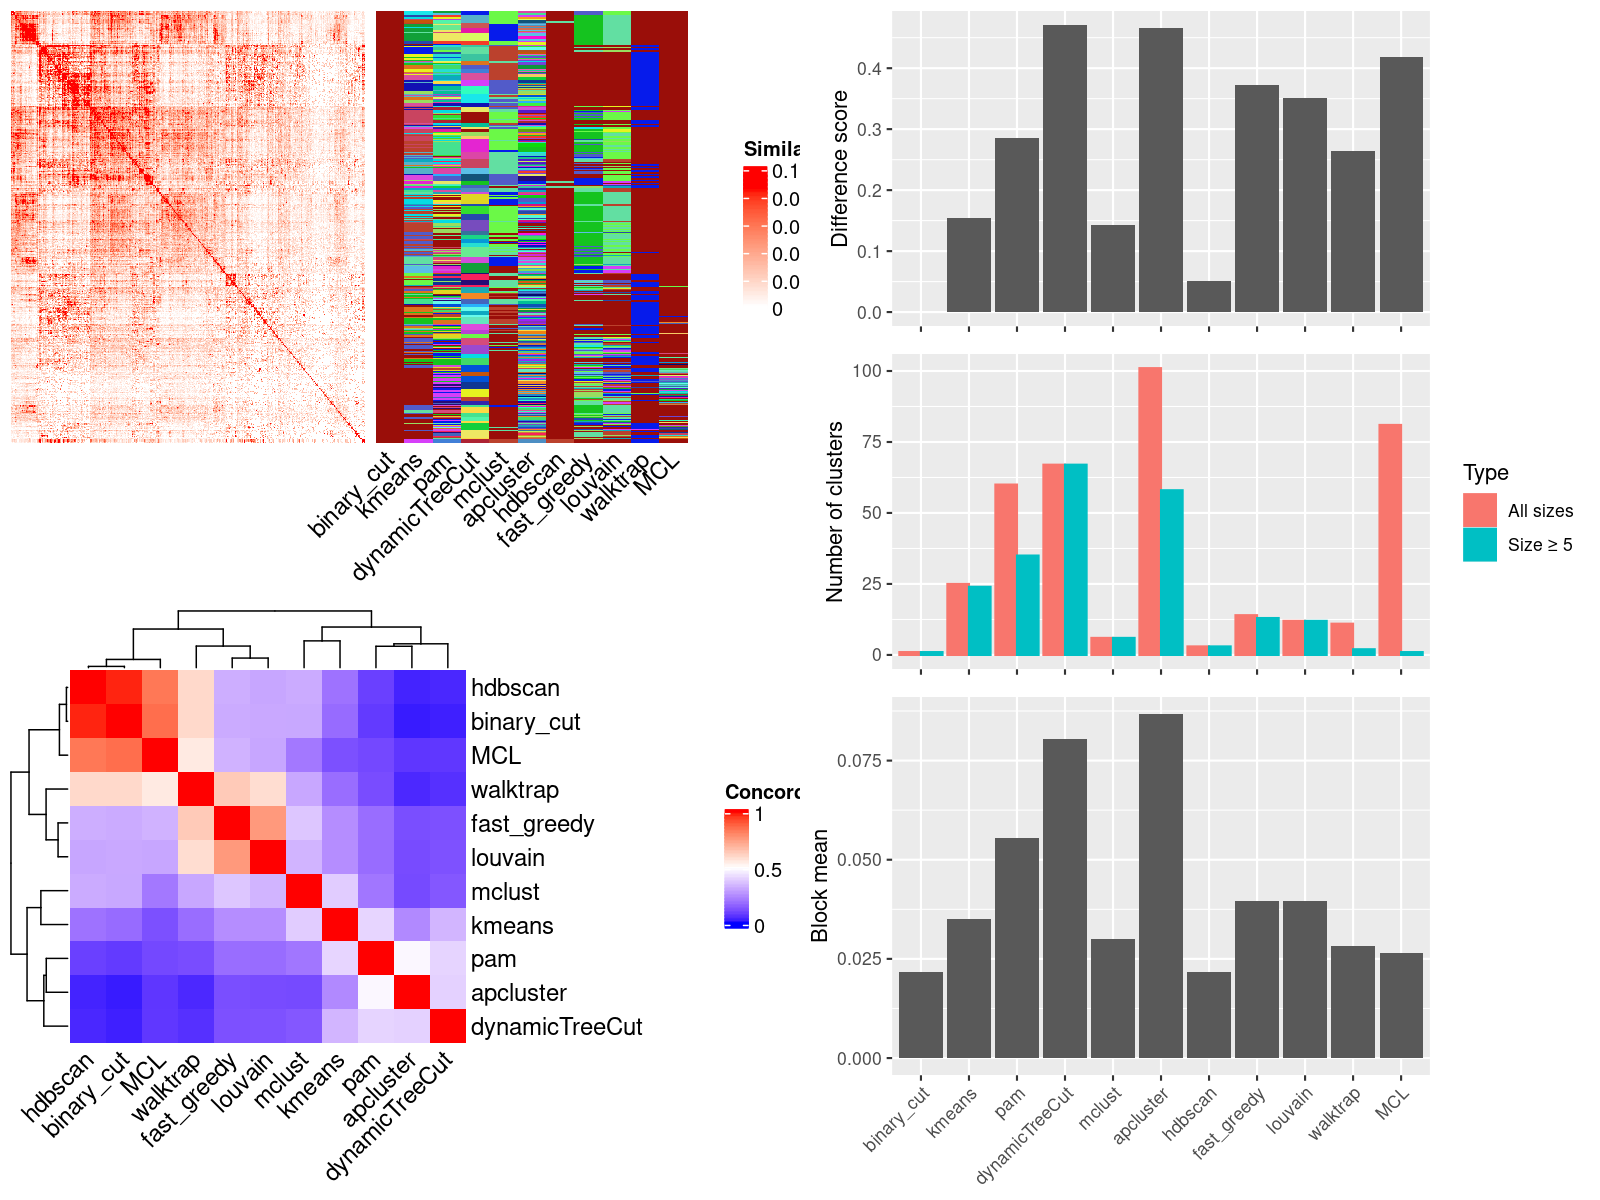 Simila
0.1
0.0
0.0
0.0
0.0
0
binary_cut
kmeans
pam
dynamicTreeCut
mclust
apcluster
hdbscan
fast_greedy
louvain
walktrap
MCL
hdbscan
binary_cut
MCL
walktrap
fast_greedy
louvain
mclust
kmeans
pam
apcluster
dynamicTreeCut
hdbscan
binary_cut
MCL
walktrap
fast_greedy
louvain
mclust
kmeans
pam
apcluster
dynamicTreeCut
Concord
1
0.5
0
Difference score
0.4
0.3
0.2
0.1
0.0
Number of clusters
100
75
50
25
0
Type
All sizes
Size ≥ 5
Block mean
0.075
0.050
0.025
0.000
binary_cut
kmeans
pam
dynamicTreeCut
mclust
apcluster
hdbscan
fast_greedy
louvain
walktrap
MCL